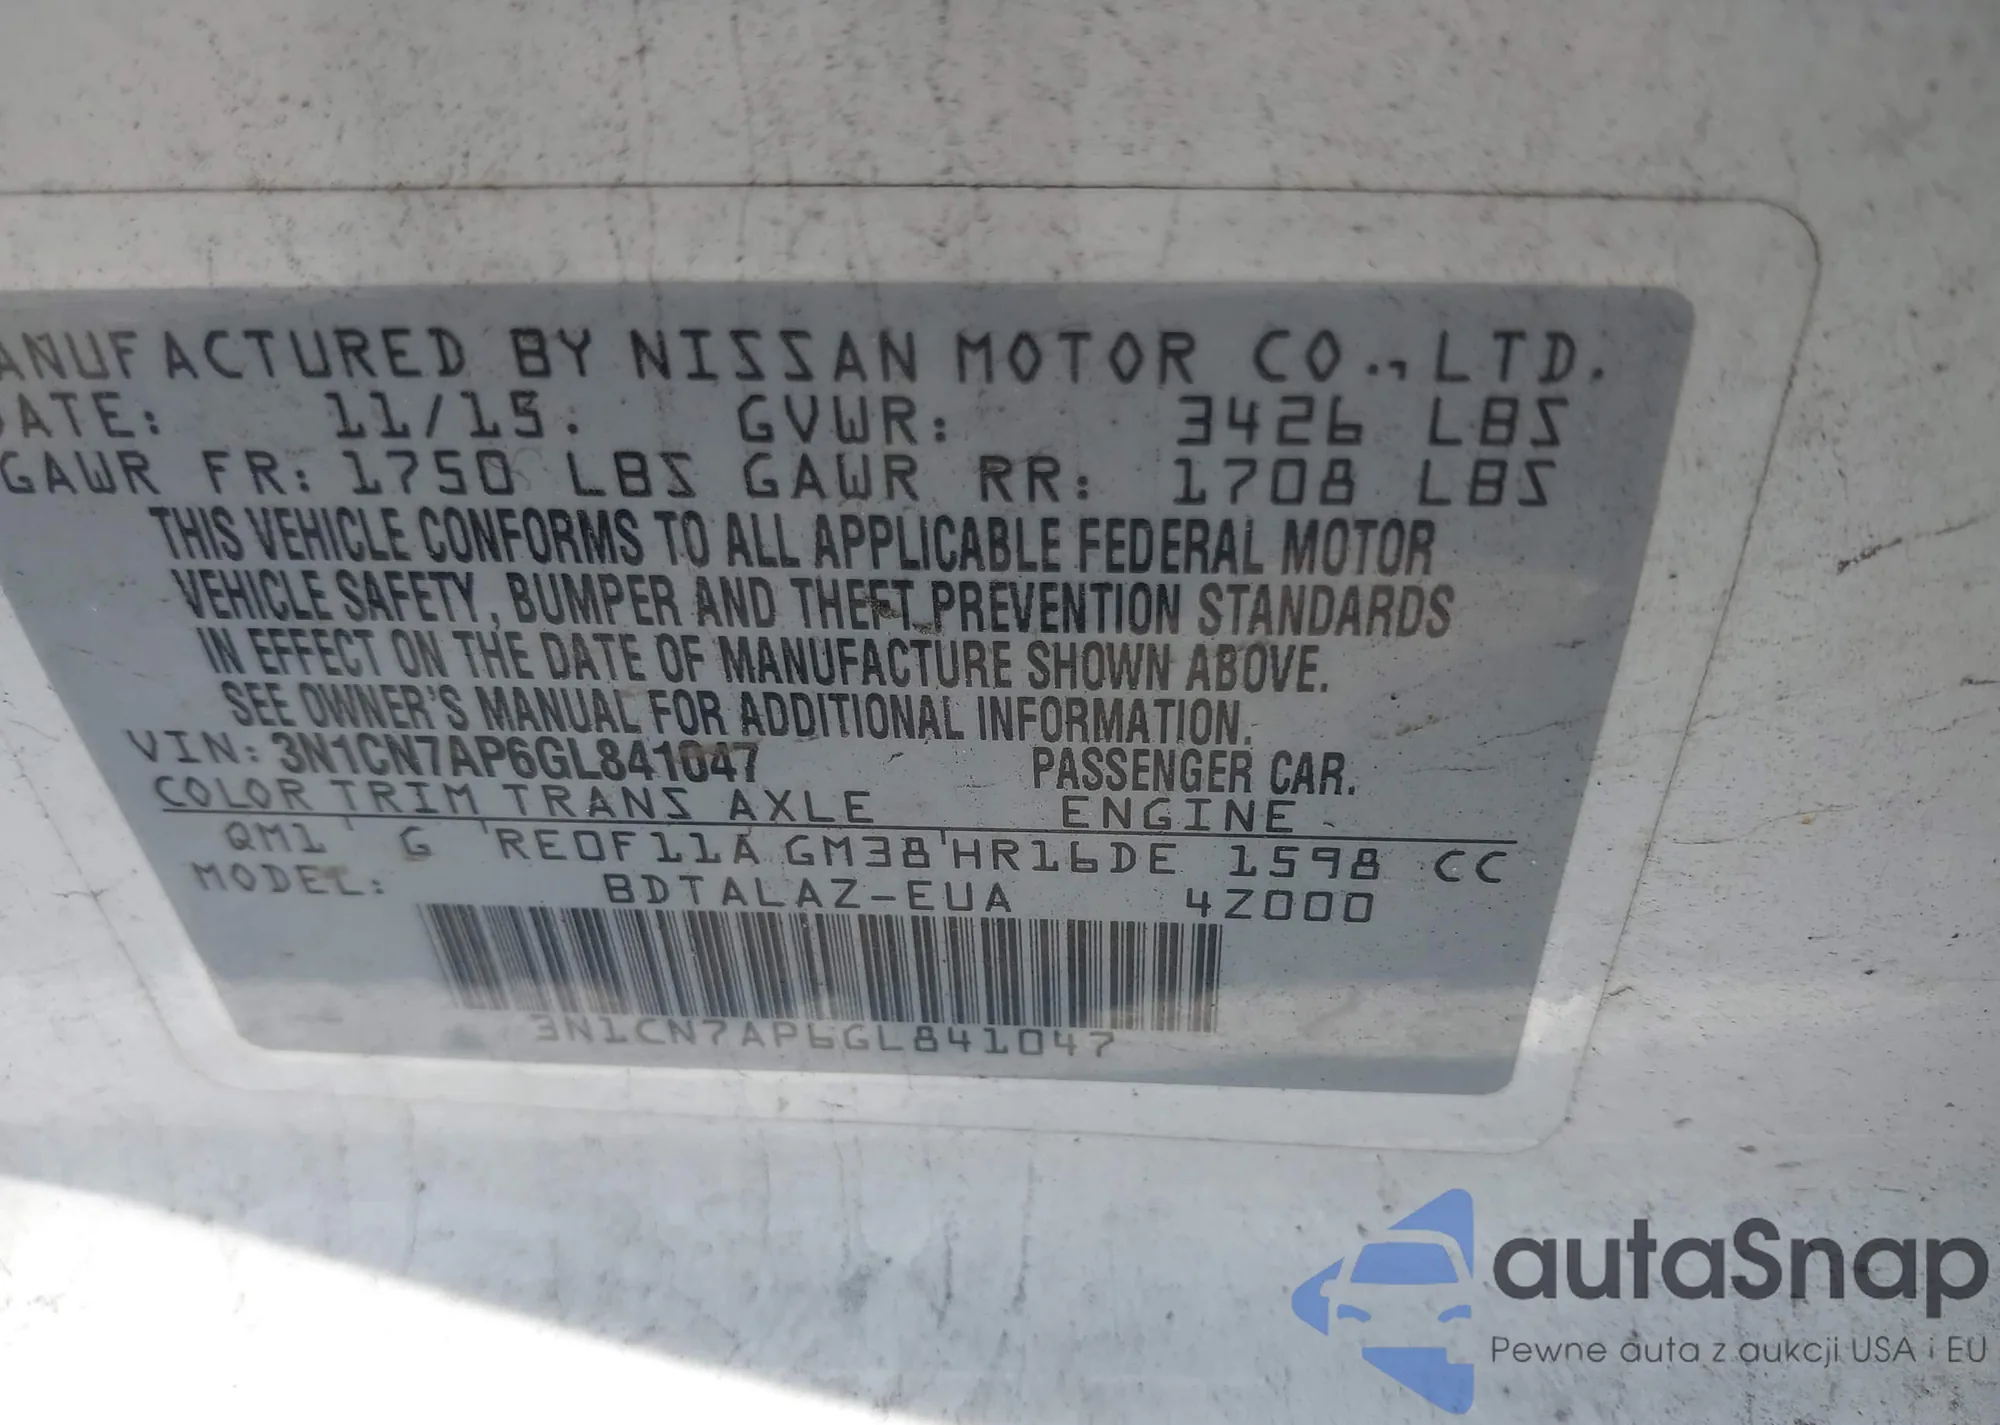 ANUFACTURED BY NISSAN MOTOR CO., LTD.
DATE: 11/15. GVWR: 3426 LBS
GAWR FR: 1750 LBS GAWR RR: 1708 LBS
THIS VEHICLE CONFORMS TO ALL APPLICABLE FEDERAL MOTOR
VEHICLE SAFETY, BUMPER AND THEFT PREVENTION STANDARDS
IN EFFECT ON THE DATE OF MANUFACTURE SHOWN ABOVE.
SEE OWNER'S MANUAL FOR ADDITIONAL INFORMATION.
VIN: 3N1CN7AP6GL841047 PASSENGER CAR.
COLOR TRIM TRANS AXLE ENGINE
QM1 G RE0F11A GM38 HR16DE 1598 CC
MODEL: BDTALAZ-EUA 4Z000
3N1CN7AP6GL841047
autaSnap
Pewne auta z aukcji USA i EU